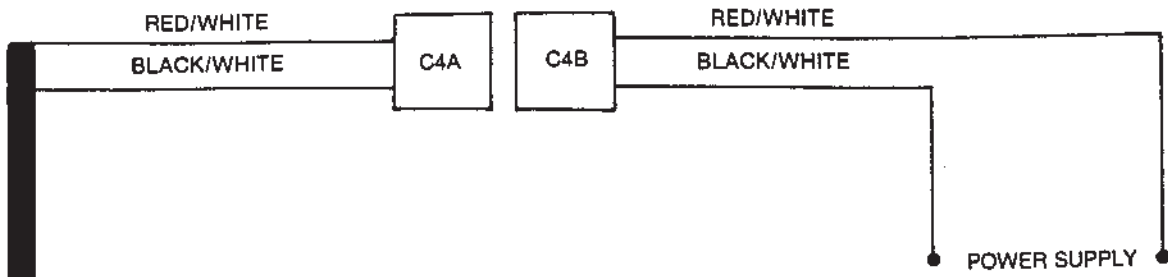 RED/WHITE
BLACK/WHITE
C4A
C4B
RED/WHITE
BLACK/WHITE
POWER SUPPLY